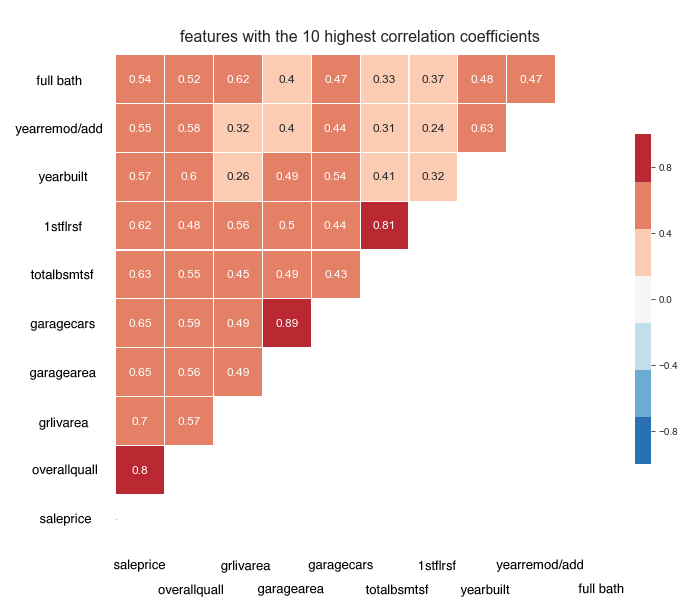 features with the 10 highest correlation coefficients
full bath 0.54 0.52 0.62 0.4 0.47 0.33 0.37 0.48 0.47
yearremod/add 0.55 0.58 0.32 0.4 0.44 0.31 0.24 0.63
yearbuilt 0.57 0.6 0.26 0.49 0.54 0.41 0.32
0.8
1stflrsf 0.62 0.48 0.56 0.5 0.44 0.81
0.4
totalbsmtsf 0.63 0.55 0.45 0.49 0.43
0.0
garagecars 0.65 0.59 0.49 0.89
−0.4
garagearea 0.65 0.56 0.49
grlivarea 0.7 0.57
−0.8
overallquall 0.8
saleprice
saleprice grlivarea garagecars 1stflrsf yearremod/add
overallquall garagearea totalbsmtsf yearbuilt full bath